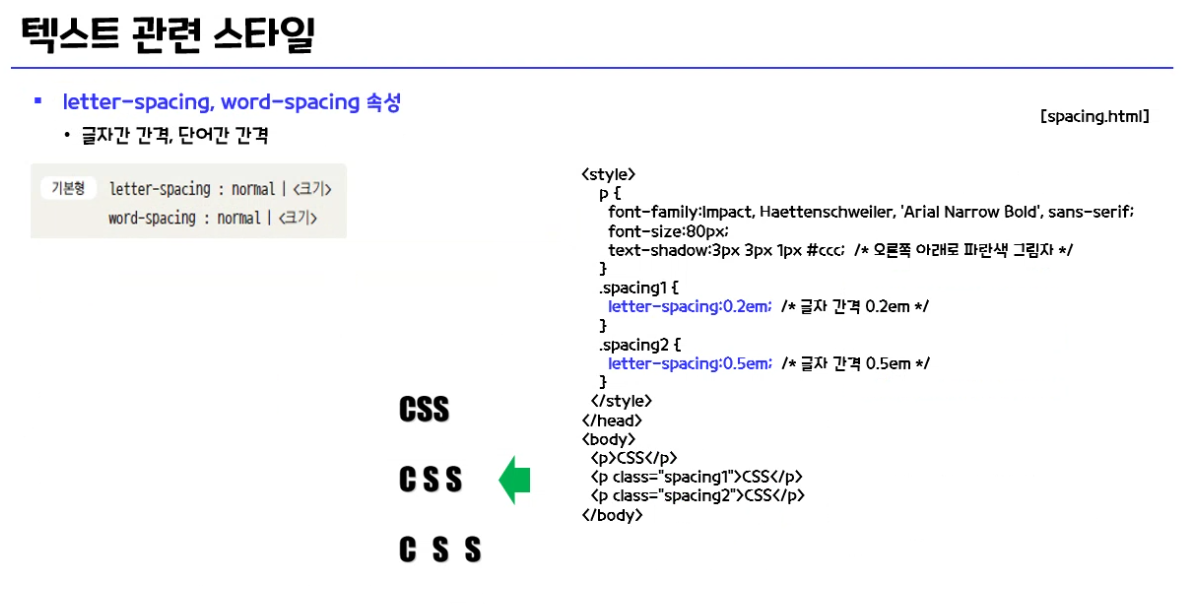 텍스트 관련 스타일
▪ letter-spacing, word-spacing 속성
• 글자간 간격, 단어간 간격
[spacing.html]
기본형 letter-spacing : normal | <크기>
word-spacing : normal | <크기>
<style>
p {
font-family:Impact, Haettenschweiler, 'Arial Narrow Bold', sans-serif;
font-size:80px;
text-shadow:3px 3px 1px #ccc; /* 오른쪽 아래로 파란색 그림자 */
}
.spacing1 {
letter-spacing:0.2em; /* 글자 간격 0.2em */
}
.spacing2 {
letter-spacing:0.5em; /* 글자 간격 0.5em */
}
</style>
</head>
<body>
<p>CSS</p>
<p class="spacing1">CSS</p>
<p class="spacing2">CSS</p>
</body>
CSS
C S S
C S S